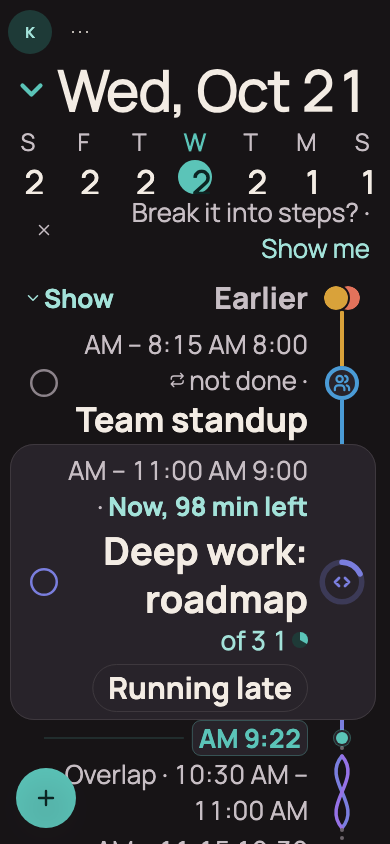 K ...
Wed, Oct 21
S F T W T M S
2 2 2 2 2 1 1
Break it into steps? ·
× Show me
Show Earlier
AM – 8:15 AM 8:00
not done ·
Team standup
AM – 11:00 AM 9:00
· Now, 98 min left
Deep work:
roadmap
of 3 1
Running late
AM 9:22
Overlap · 10:30 AM –
11:00 AM
+